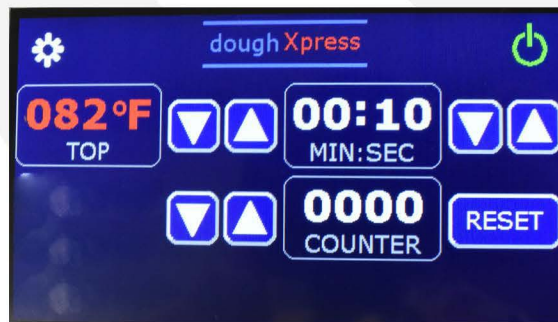 dough Xpress
082°F
TOP
00:10
MIN:SEC
0000
COUNTER
RESET